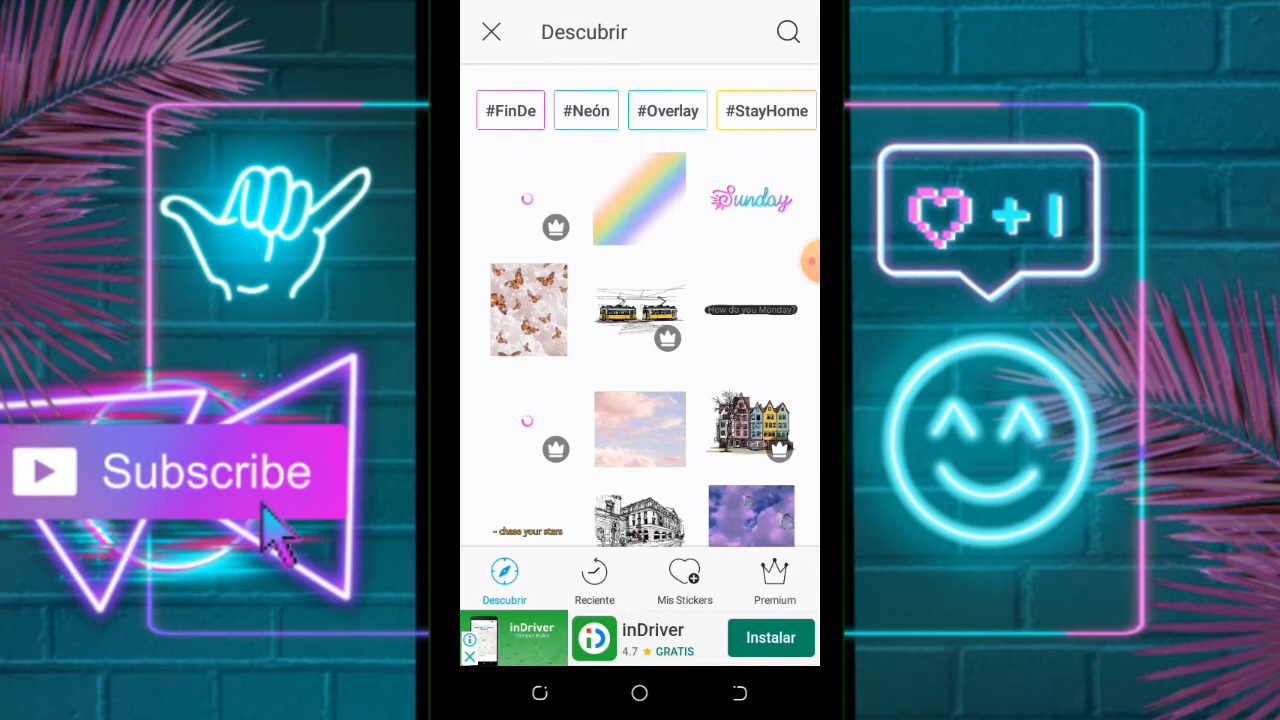 Descubrir
#FinDe
#Neón
#Overlay
#StayHome
Sunday
How do you Monday?
- chase your stars
Descubrir
Reciente
Mis Stickers
Premium
inDriver
inDriver
4.7 ★ GRATIS
Instalar
Subscribe
+ 1